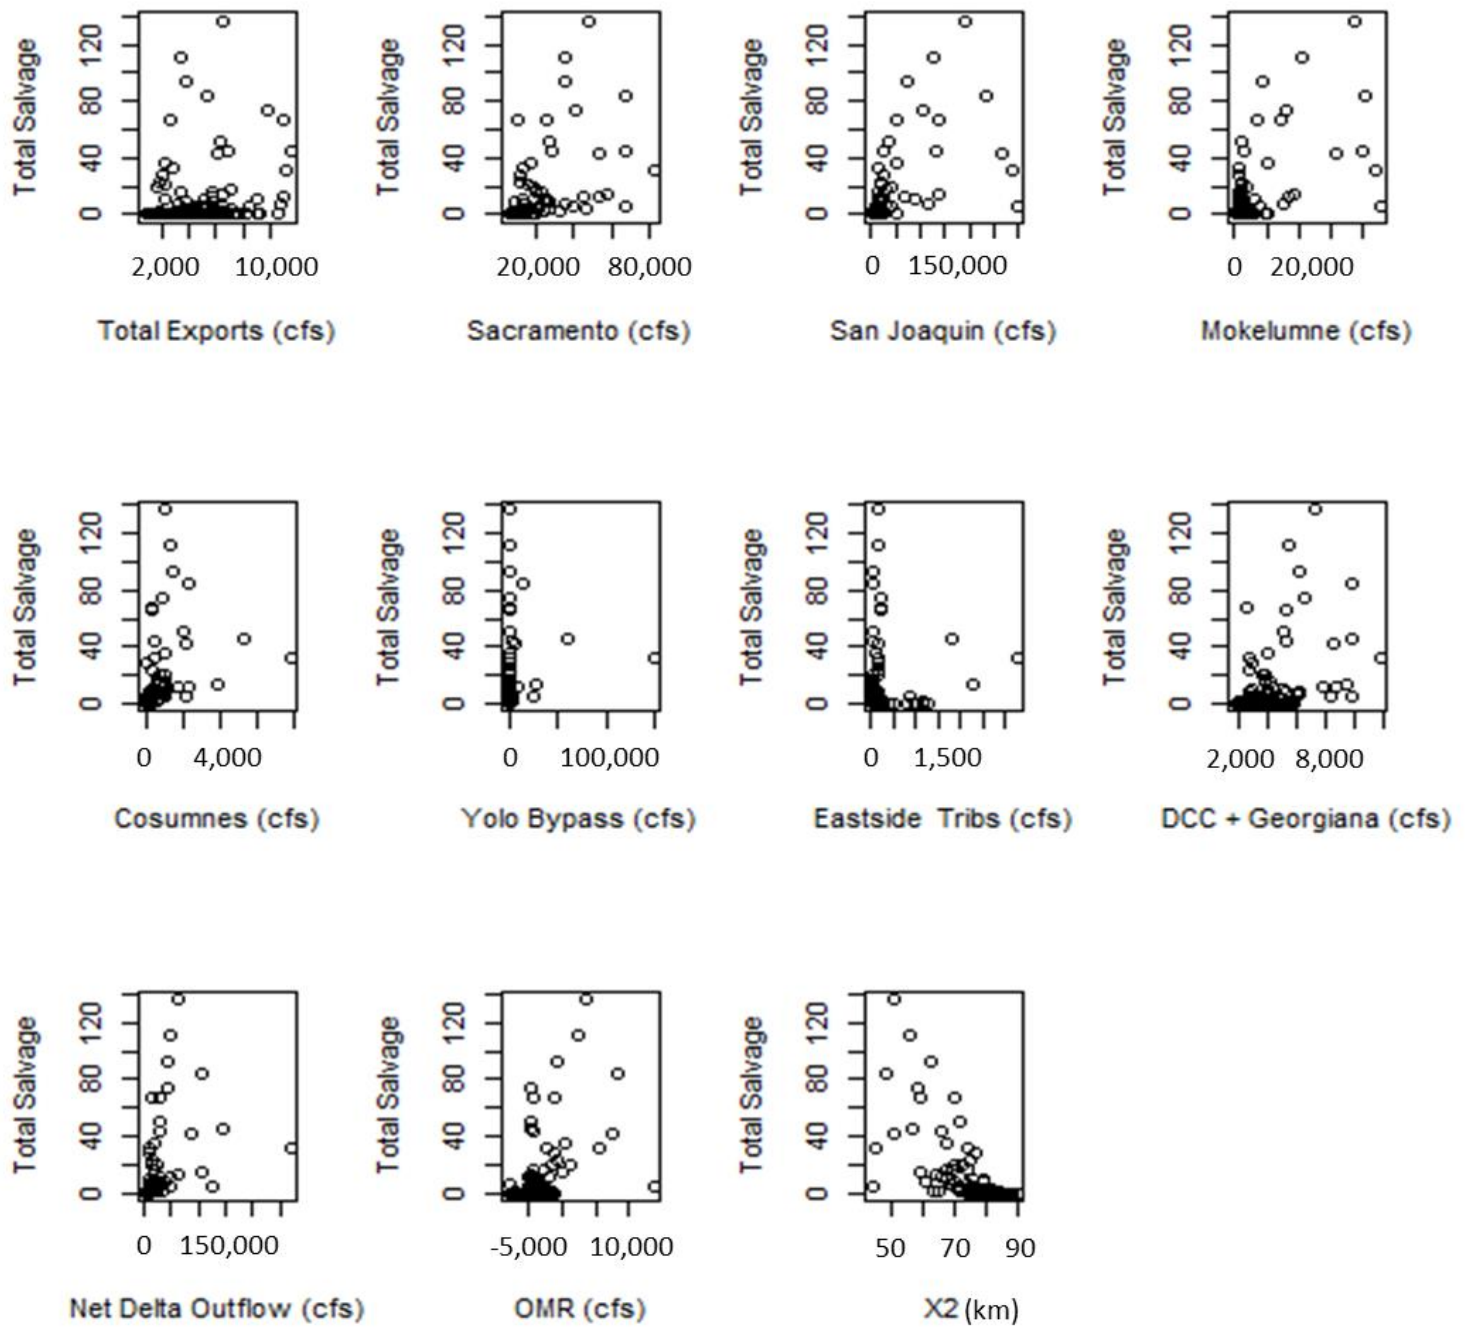 Total Salvage
0 40 80 120
2,000 10,000
Total Exports (cfs)
Total Salvage
0 40 80 120
20,000 80,000
Sacramento (cfs)
Total Salvage
0 40 80 120
0 150,000
San Joaquin (cfs)
Total Salvage
0 40 80 120
0 20,000
Mokelumne (cfs)
Total Salvage
0 40 80 120
0 4,000
Cosumnes (cfs)
Total Salvage
0 40 80 120
0 100,000
Yolo Bypass (cfs)
Total Salvage
0 40 80 120
0 1,500
Eastside Tribs (cfs)
Total Salvage
0 40 80 120
2,000 8,000
DCC + Georgiana (cfs)
Total Salvage
0 40 80 120
0 150,000
Net Delta Outflow (cfs)
Total Salvage
0 40 80 120
-5,000 10,000
OMR (cfs)
Total Salvage
0 40 80 120
50 70 90
X2 (km)